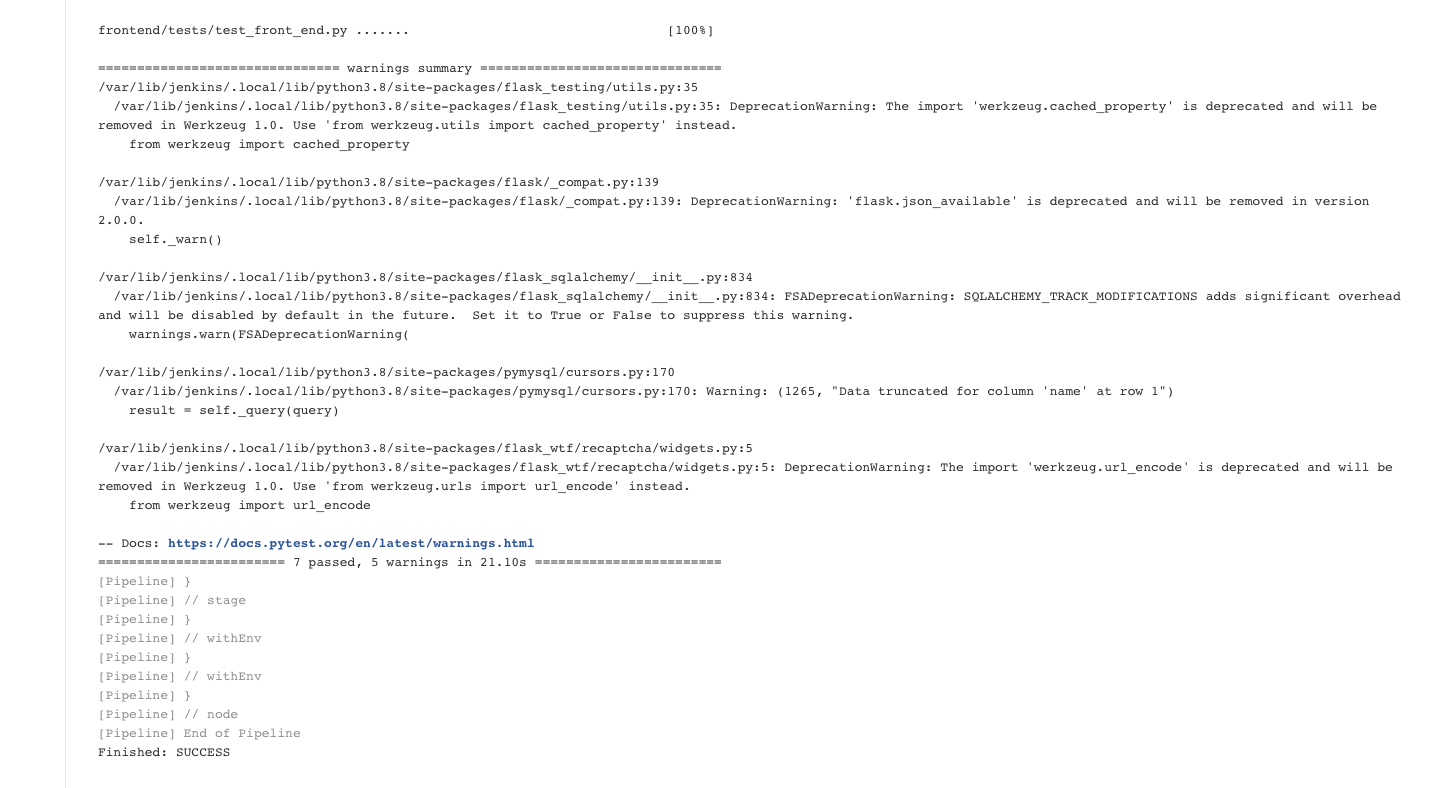 frontend/tests/test_front_end.py ....... [100%]
=============================== warnings summary ===============================
/var/lib/jenkins/.local/lib/python3.8/site-packages/flask_testing/utils.py:35
/var/lib/jenkins/.local/lib/python3.8/site-packages/flask_testing/utils.py:35: DeprecationWarning: The import 'werkzeug.cached_property' is deprecated and will be
removed in Werkzeug 1.0. Use 'from werkzeug.utils import cached_property' instead.
from werkzeug import cached_property
/var/lib/jenkins/.local/lib/python3.8/site-packages/flask/_compat.py:139
/var/lib/jenkins/.local/lib/python3.8/site-packages/flask/_compat.py:139: DeprecationWarning: 'flask.json_available' is deprecated and will be removed in version
2.0.0.
self._warn()
/var/lib/jenkins/.local/lib/python3.8/site-packages/flask_sqlalchemy/__init__.py:834
/var/lib/jenkins/.local/lib/python3.8/site-packages/flask_sqlalchemy/__init__.py:834: FSADeprecationWarning: SQLALCHEMY_TRACK_MODIFICATIONS adds significant overhead
and will be disabled by default in the future.  Set it to True or False to suppress this warning.
warnings.warn(FSADeprecationWarning(
/var/lib/jenkins/.local/lib/python3.8/site-packages/pymysql/cursors.py:170
/var/lib/jenkins/.local/lib/python3.8/site-packages/pymysql/cursors.py:170: Warning: (1265, "Data truncated for column 'name' at row 1")
result = self._query(query)
/var/lib/jenkins/.local/lib/python3.8/site-packages/flask_wtf/recaptcha/widgets.py:5
/var/lib/jenkins/.local/lib/python3.8/site-packages/flask_wtf/recaptcha/widgets.py:5: DeprecationWarning: The import 'werkzeug.url_encode' is deprecated and will be
removed in Werkzeug 1.0. Use 'from werkzeug.urls import url_encode' instead.
from werkzeug import url_encode
-- Docs: https://docs.pytest.org/en/latest/warnings.html
======================== 7 passed, 5 warnings in 21.10s ========================
[Pipeline] }
[Pipeline] // stage
[Pipeline] }
[Pipeline] // withEnv
[Pipeline] }
[Pipeline] // withEnv
[Pipeline] }
[Pipeline] // node
[Pipeline] End of Pipeline
Finished: SUCCESS